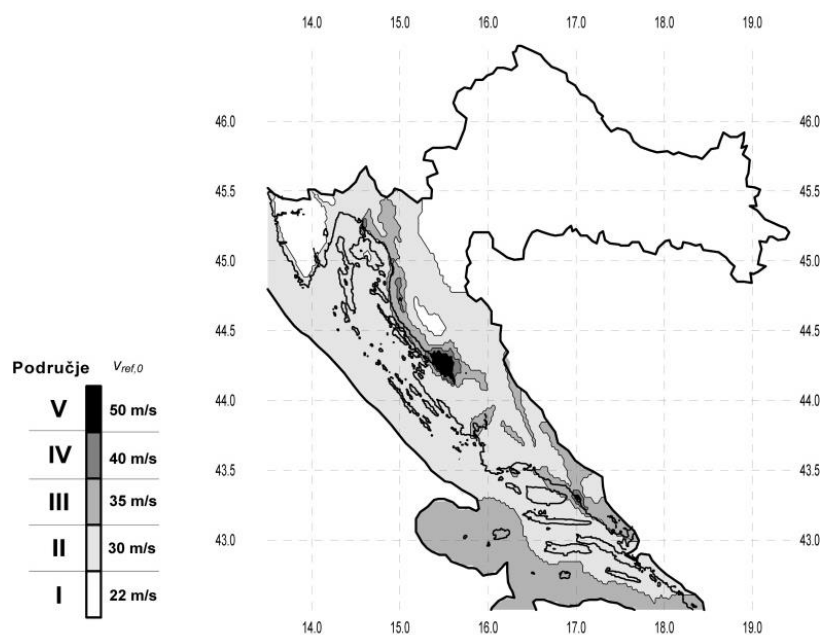 14.0 15.0 16.0 17.0 18.0 19.0
46.0 46.0
45.5 45.5
45.0 45.0
44.5 44.5
Područje Vref,0
V 50 m/s
44.0 44.0
IV 40 m/s
43.5 43.5
III 35 m/s
43.0 43.0
II 30 m/s
I 22 m/s
14.0 15.0 16.0 17.0 18.0 19.0